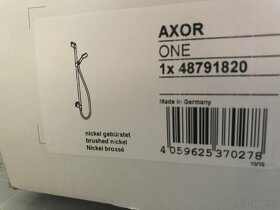 AXOR
ONE
1x 48791820
Made in Germany
nickel gebürstet
brushed nickel
Nickel brossé
4 059625 370278